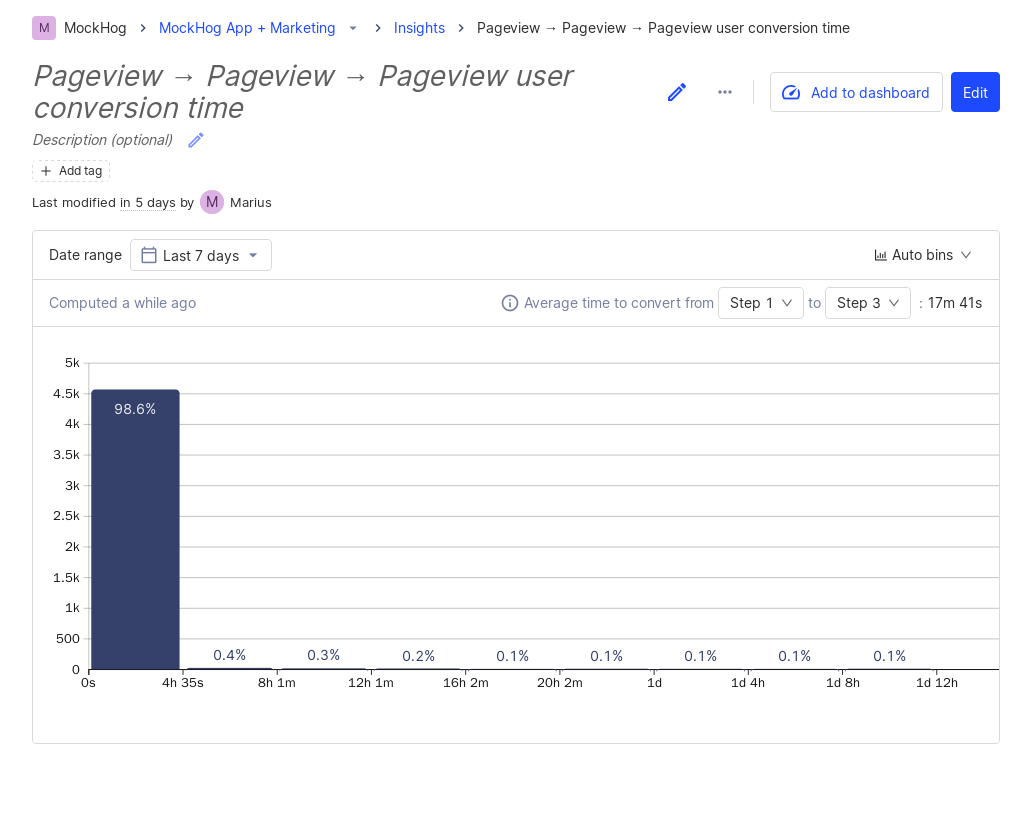 M MockHog > MockHog App + Marketing > Insights > Pageview → Pageview → Pageview user conversion time
Pageview → Pageview → Pageview user
conversion time
Add to dashboard
Edit
Description (optional)
+ Add tag
Last modified in 5 days by M Marius
Date range Last 7 days Auto bins
Computed a while ago Average time to convert from Step 1 to Step 3 : 17m 41s
5k
4.5k
98.6%
4k
3.5k
3k
2.5k
2k
1.5k
1k
500
0.4% 0.3% 0.2% 0.1% 0.1% 0.1% 0.1% 0.1%
0
0s 4h 35s 8h 1m 12h 1m 16h 2m 20h 2m 1d 1d 4h 1d 8h 1d 12h